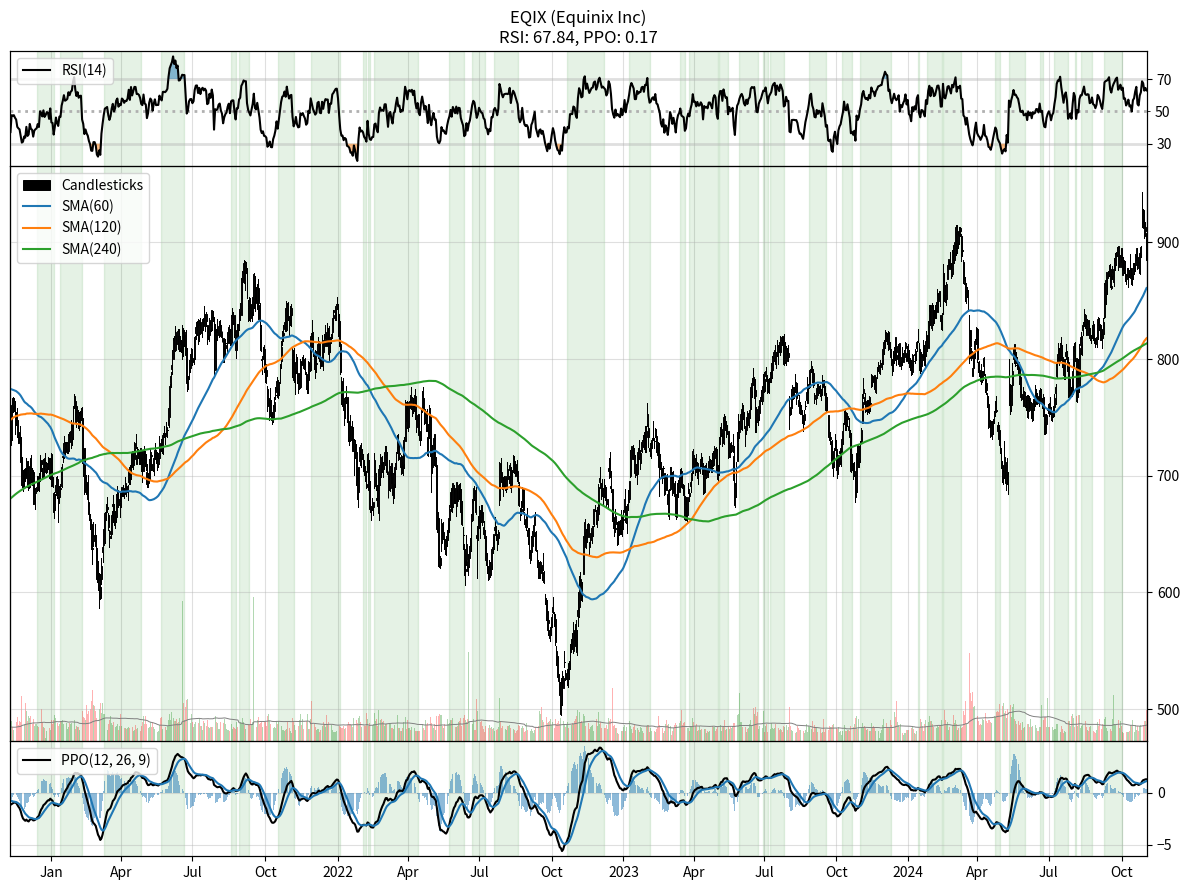 EQIX (Equinix Inc)
RSI: 67.84, PPO: 0.17
RSI(14)
70
50
30
Candlesticks
SMA(60)
SMA(120)
SMA(240)
900
800
700
600
500
PPO(12, 26, 9)
0
−5
Jan Apr Jul Oct 2022 Apr Jul Oct 2023 Apr Jul Oct 2024 Apr Jul Oct